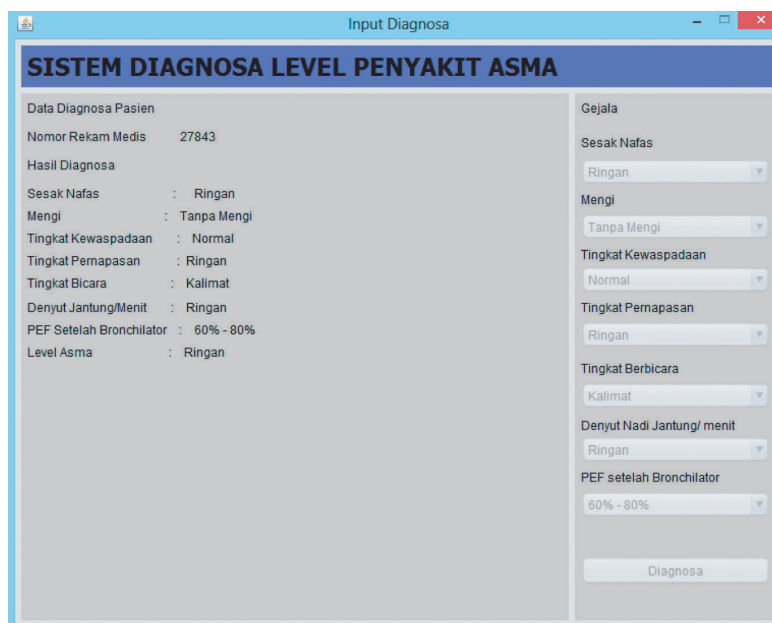 Input Diagnosa
SISTEM DIAGNOSA LEVEL PENYAKIT ASMA
Data Diagnosa Pasien
Nomor Rekam Medis 27843
Hasil Diagnosa
Sesak Nafas : Ringan
Mengi : Tanpa Mengi
Tingkat Kewaspadaan : Normal
Tingkat Pernapasan : Ringan
Tingkat Bicara : Kalimat
Denyut Jantung/Menit : Ringan
PEF Setelah Bronchilator : 60% - 80%
Level Asma : Ringan
Gejala
Sesak Nafas
Ringan
Mengi
Tanpa Mengi
Tingkat Kewaspadaan
Normal
Tingkat Pernapasan
Ringan
Tingkat Berbicara
Kalimat
Denyut Nadi Jantung/ menit
Ringan
PEF setelah Bronchilator
60% - 80%
Diagnosa